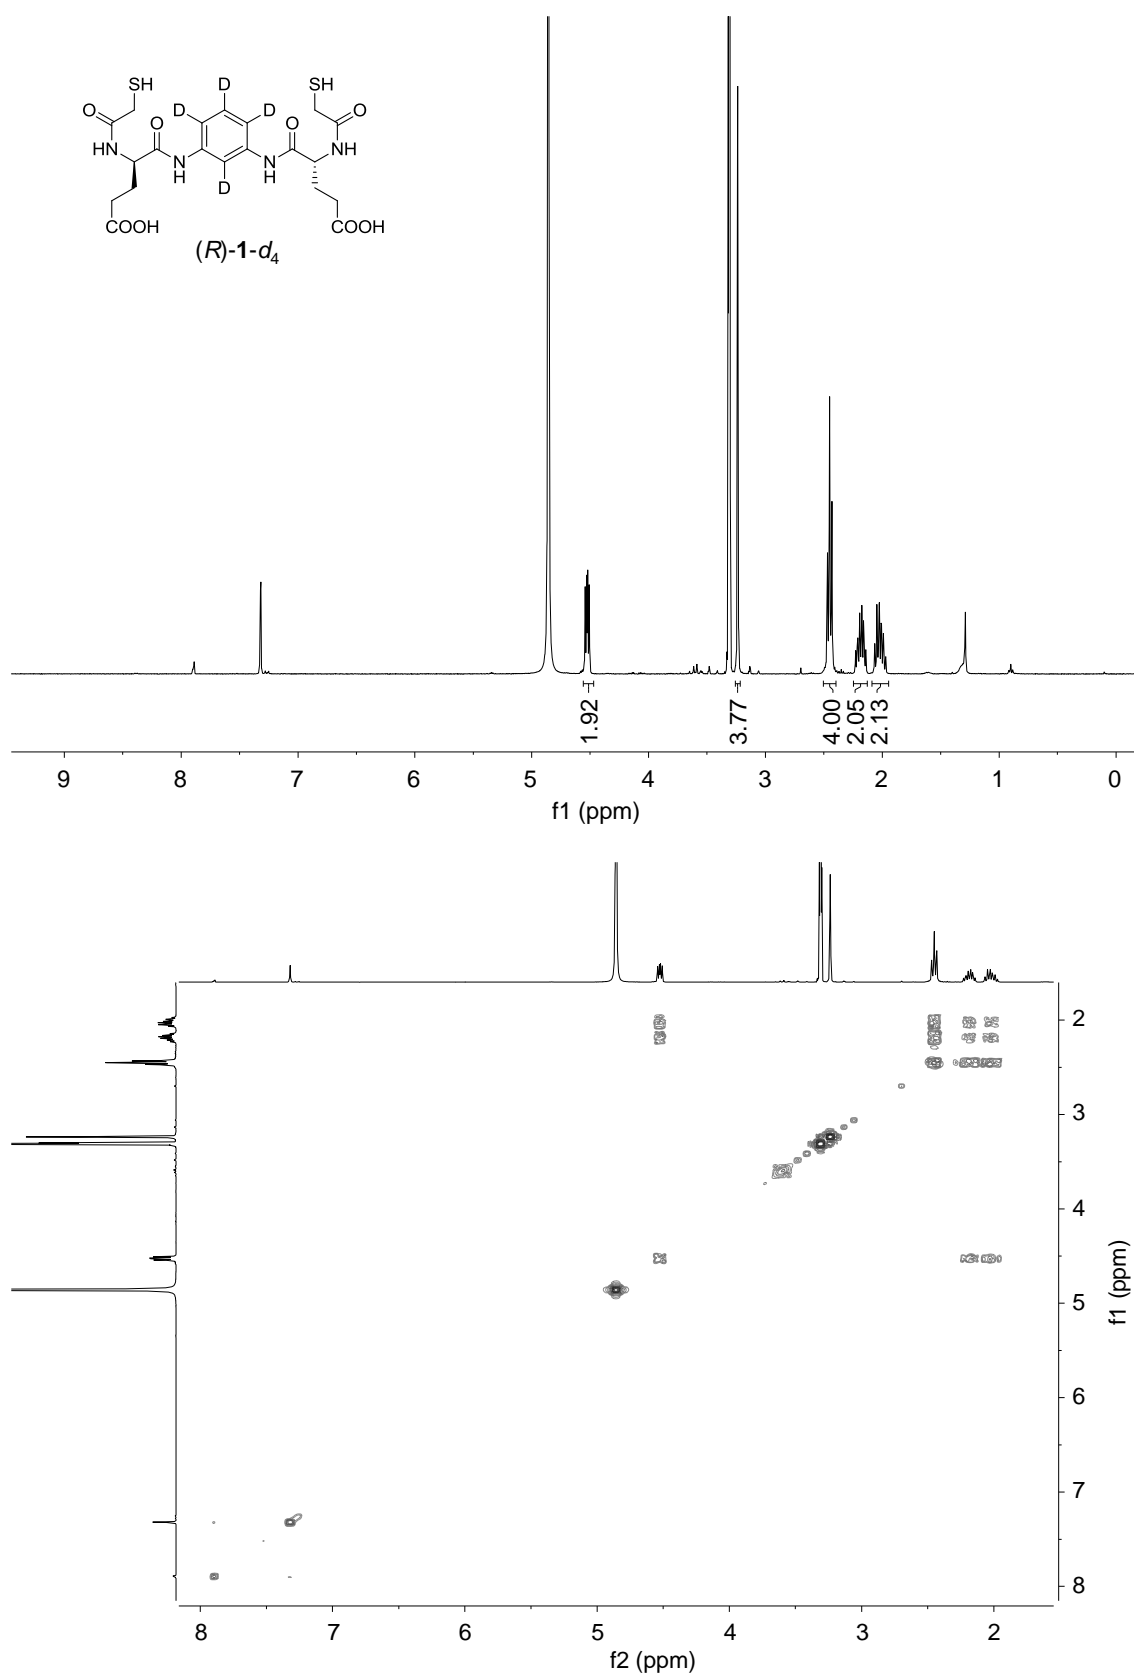 SH D SH
O D D O
O O
HN N N NH
H D H
COOH COOH
(R)-1-d4
1.92 3.77 4.00 2.05 2.13
9 8 7 6 5 4 3 2 1 0
f1 (ppm)
2
3
4
5
6
7
8
f1 (ppm)
8 7 6 5 4 3 2
f2 (ppm)